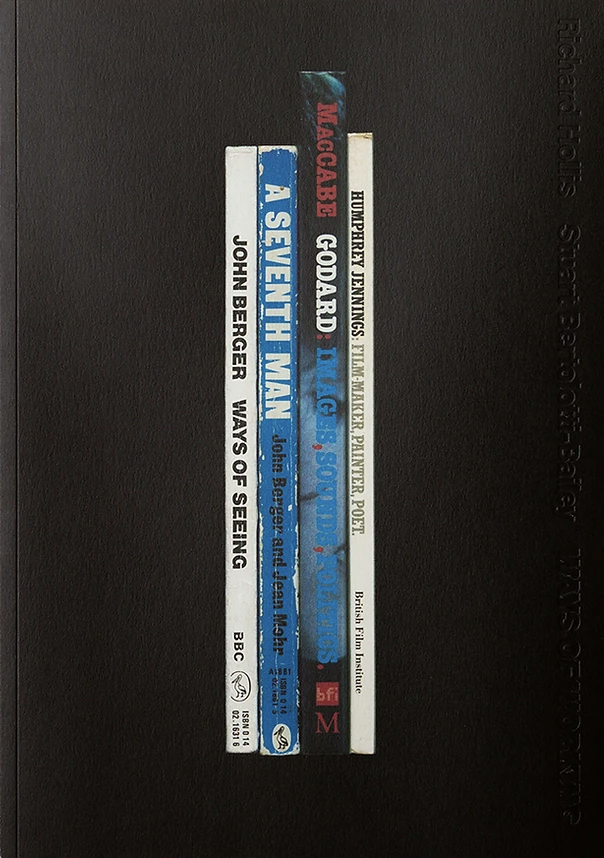 JOHN BERGER WAYS OF SEEING BBC
ISBN 0 14
02.1631 6
A SEVENTH MAN John Berger and Jean Mohr
ISBN 0 14
MACCABE GODARD: IMAGES, SOUNDS, POLITICS.
bfi
M
HUMPHREY JENNINGS: FILM-MAKER, PAINTER, POET. British Film Institute
Richard Hollis Stuart Bertolotti-Bailey WAYS OF WORKING